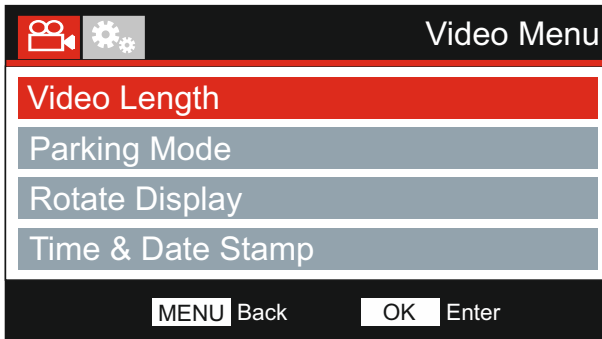 Video Menu
Video Length
Parking Mode
Rotate Display
Time & Date Stamp
MENU Back OK Enter